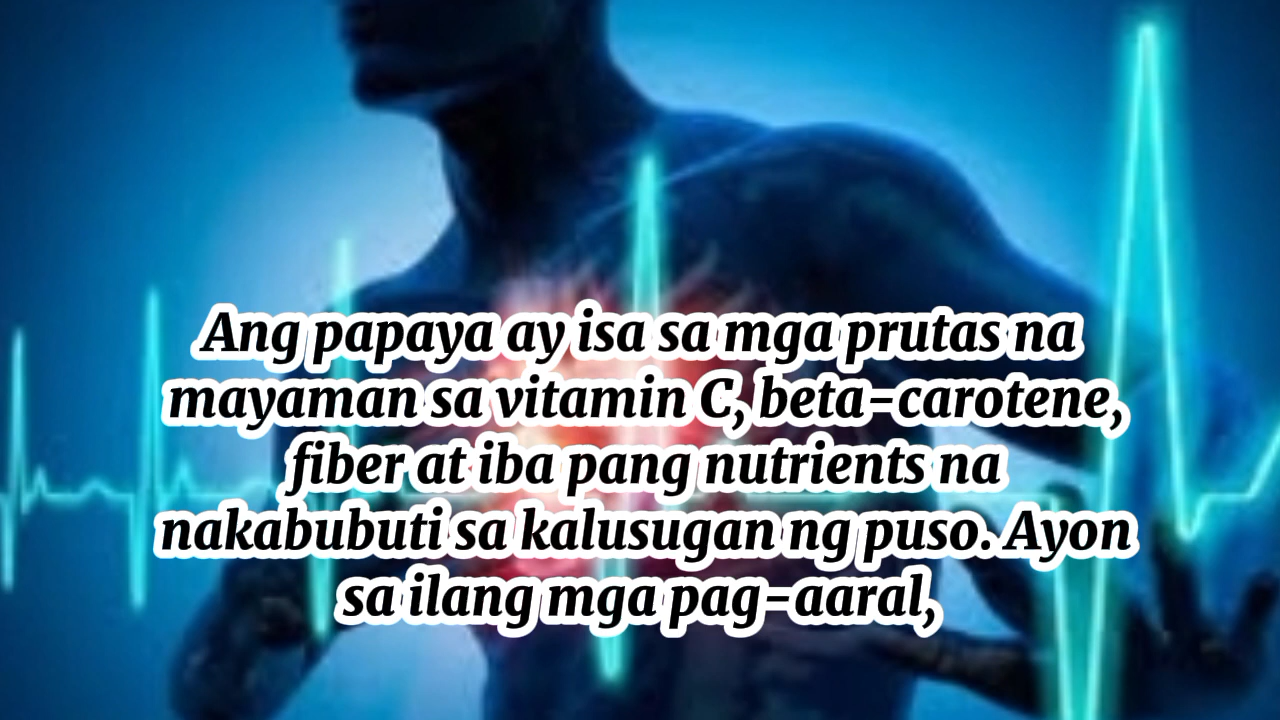 Ang papaya ay isa sa mga prutas na
mayaman sa vitamin C, beta-carotene,
fiber at iba pang nutrients na
nakabubuti sa kalusugan ng puso. Ayon
sa ilang mga pag-aaral,